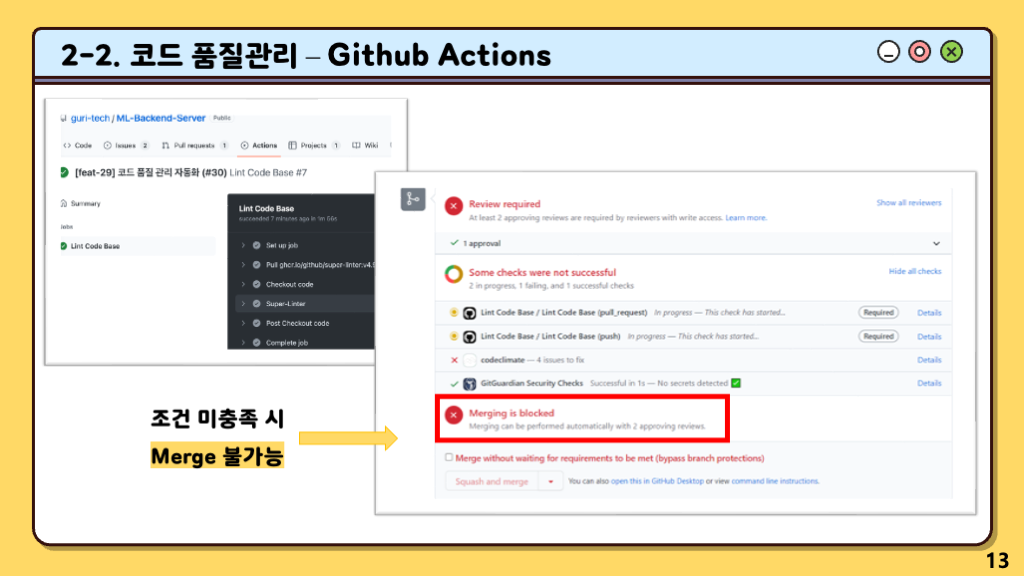 2-2. 코드 품질관리 – Github Actions
guri-tech / ML-Backend-Server Public
Code Issues 2 Pull requests 1 Actions Projects 1 Wiki
[feat-29] 코드 품질 관리 자동화 (#30) Lint Code Base #7
Summary
Jobs
Lint Code Base
Lint Code Base
succeeded 7 minutes ago in 1m 56s
Set up job
Pull ghcr.io/github/super-linter:v4.9
Checkout code
Super-Linter
Post Checkout code
Complete job
Review required
Show all reviewers
At least 2 approving reviews are required by reviewers with write access. Learn more.
1 approval
Some checks were not successful
Hide all checks
2 in progress, 1 failing, and 1 successful checks
Lint Code Base / Lint Code Base (pull_request) In progress — This check has started... Required Details
Lint Code Base / Lint Code Base (push) In progress — This check has started... Required Details
codeclimate — 4 issues to fix Details
GitGuardian Security Checks Successful in 1s — No secrets detected ✅ Details
Merging is blocked
Merging can be performed automatically with 2 approving reviews.
Merge without waiting for requirements to be met (bypass branch protections)
Squash and merge You can also open this in GitHub Desktop or view command line instructions.
조건 미충족 시
Merge 불가능
13